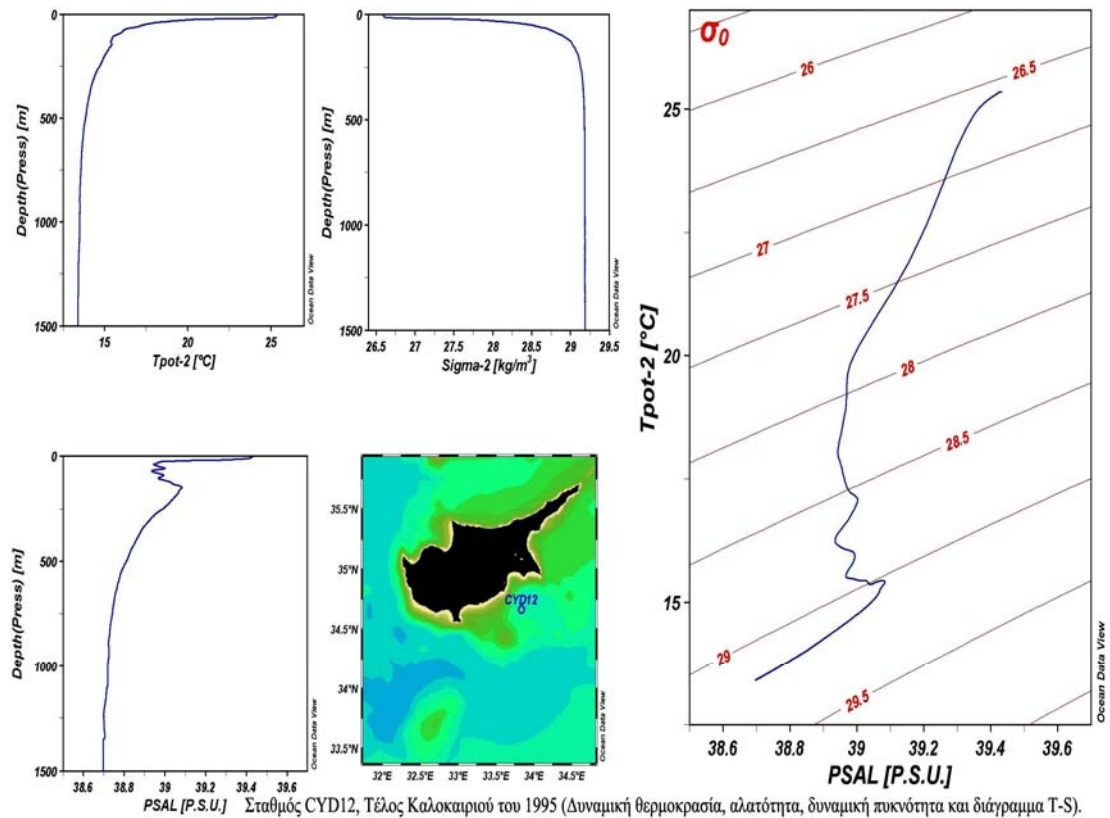 0
500
1000
1500
Depth(Press) [m]
15
20
25
Tpot-2 [°C]
Ocean Data View
0
500
1000
1500
Depth(Press) [m]
26.5
27
27.5
28
28.5
29
29.5
Sigma-2 [kg/m³]
Ocean Data View
σ₀
26
26.5
27
27.5
28
28.5
29
29.5
25
20
15
Tpot-2 [°C]
38.6
38.8
39
39.2
39.4
39.6
PSAL [P.S.U.]
Ocean Data View
0
500
1000
1500
Depth(Press) [m]
38.6
38.8
39
39.2
39.4
39.6
PSAL [P.S.U.]
Ocean Data View
35.5°N
35°N
34.5°N
34°N
33.5°N
32°E
32.5°E
33°E
33.5°E
34°E
34.5°E
CYD12
Ocean Data View
Σταθμός CYD12, Τέλος Καλοκαιριού του 1995 (Δυναμική θερμοκρασία, αλατότητα, δυναμική πυκνότητα και διάγραμμα T-S).